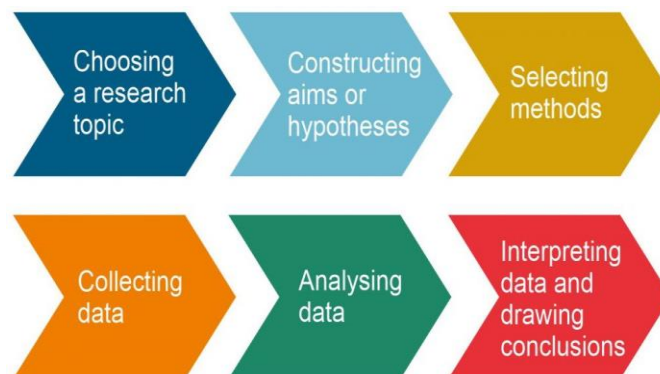 Choosing
a research
topic
Constructing
aims or
hypotheses
Selecting
methods
Collecting
data
Analysing
data
Interpreting
data and
drawing
conclusions